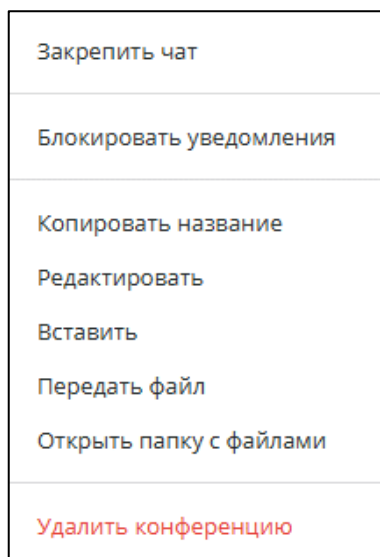 Закрепить чат
Блокировать уведомления
Копировать название
Редактировать
Вставить
Передать файл
Открыть папку с файлами
Удалить конференцию